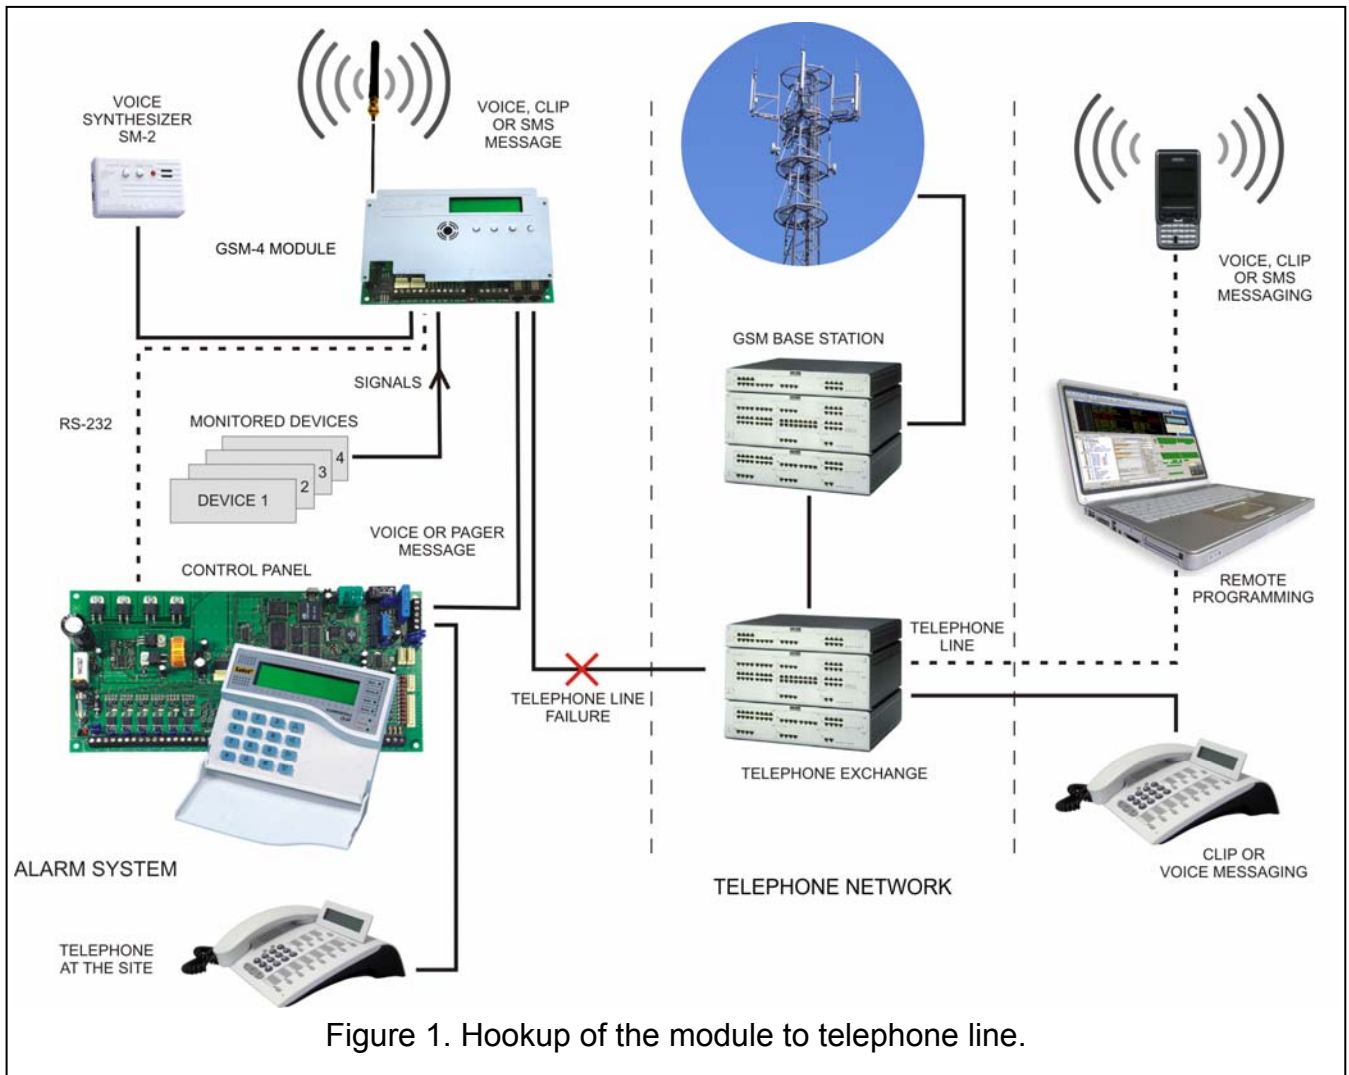 VOICE
SYNTHESIZER
SM-2
VOICE, CLIP
OR SMS
MESSAGE
GSM-4 MODULE
VOICE, CLIP
OR SMS
MESSAGING
GSM BASE STATION
SIGNALS
RS-232
MONITORED DEVICES
4
3
2
DEVICE 1
VOICE OR PAGER
MESSAGE
CONTROL PANEL
REMOTE
PROGRAMMING
TELEPHONE
LINE
TELEPHONE LINE
FAILURE
TELEPHONE EXCHANGE
CLIP OR
VOICE MESSAGING
ALARM SYSTEM
TELEPHONE NETWORK
TELEPHONE
AT THE SITE
Figure 1. Hookup of the module to telephone line.